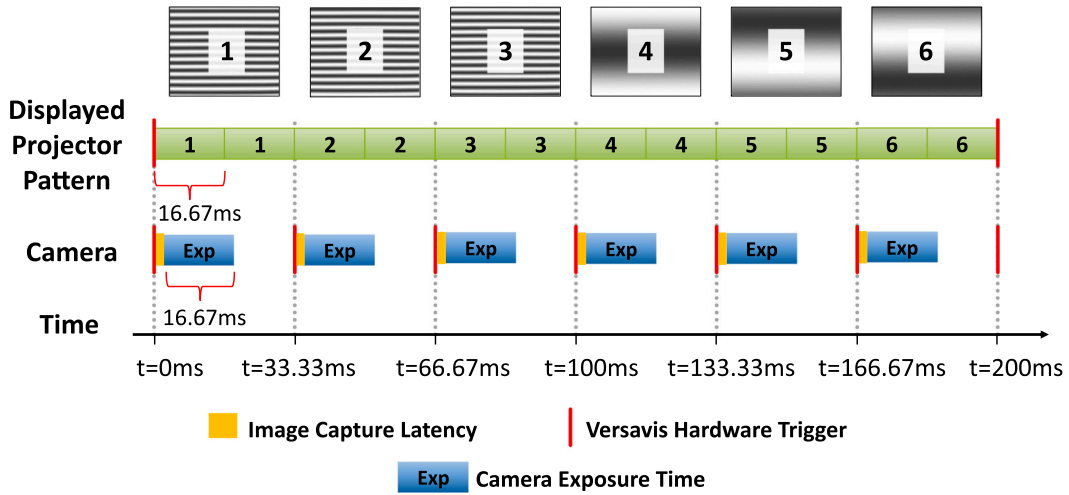 1 2 3 4 5 6
Displayed
Projector
Pattern
1 1 2 2 3 3 4 4 5 5 6 6
16.67ms
Camera
Exp Exp Exp Exp Exp Exp
16.67ms
Time
t=0ms t=33.33ms t=66.67ms t=100ms t=133.33ms t=166.67ms t=200ms
Image Capture Latency Versavis Hardware Trigger
Exp Camera Exposure Time